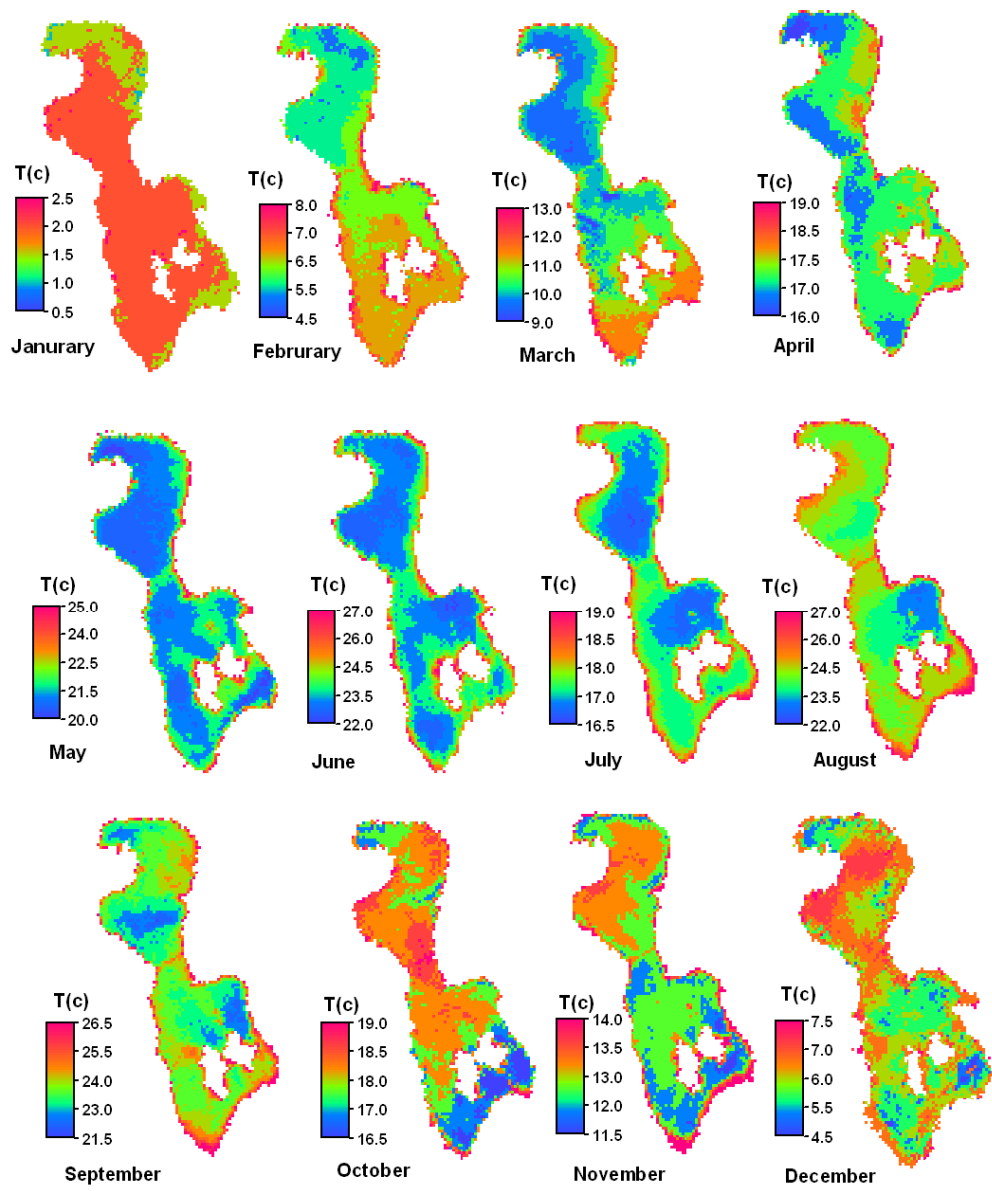 T(c)
2.5
2.0
1.5
1.0
0.5
Janurary
T(c)
8.0
7.0
6.5
5.5
4.5
Februrary
T(c)
13.0
12.0
11.0
10.0
9.0
March
T(c)
19.0
18.5
17.5
16.0
16.0
April
T(c)
25.0
24.0
22.5
21.5
20.0
May
T(c)
27.0
26.0
24.5
23.5
22.0
June
T(c)
19.0
18.5
18.0
17.0
16.5
July
T(c)
27.0
26.0
24.5
23.5
22.0
August
T(c)
26.5
25.5
24.0
23.0
21.5
September
T(c)
19.0
18.5
18.0
17.0
16.5
October
T(c)
14.0
13.5
13.0
12.0
11.5
November
T(c)
7.5
7.0
6.0
5.5
4.5
December